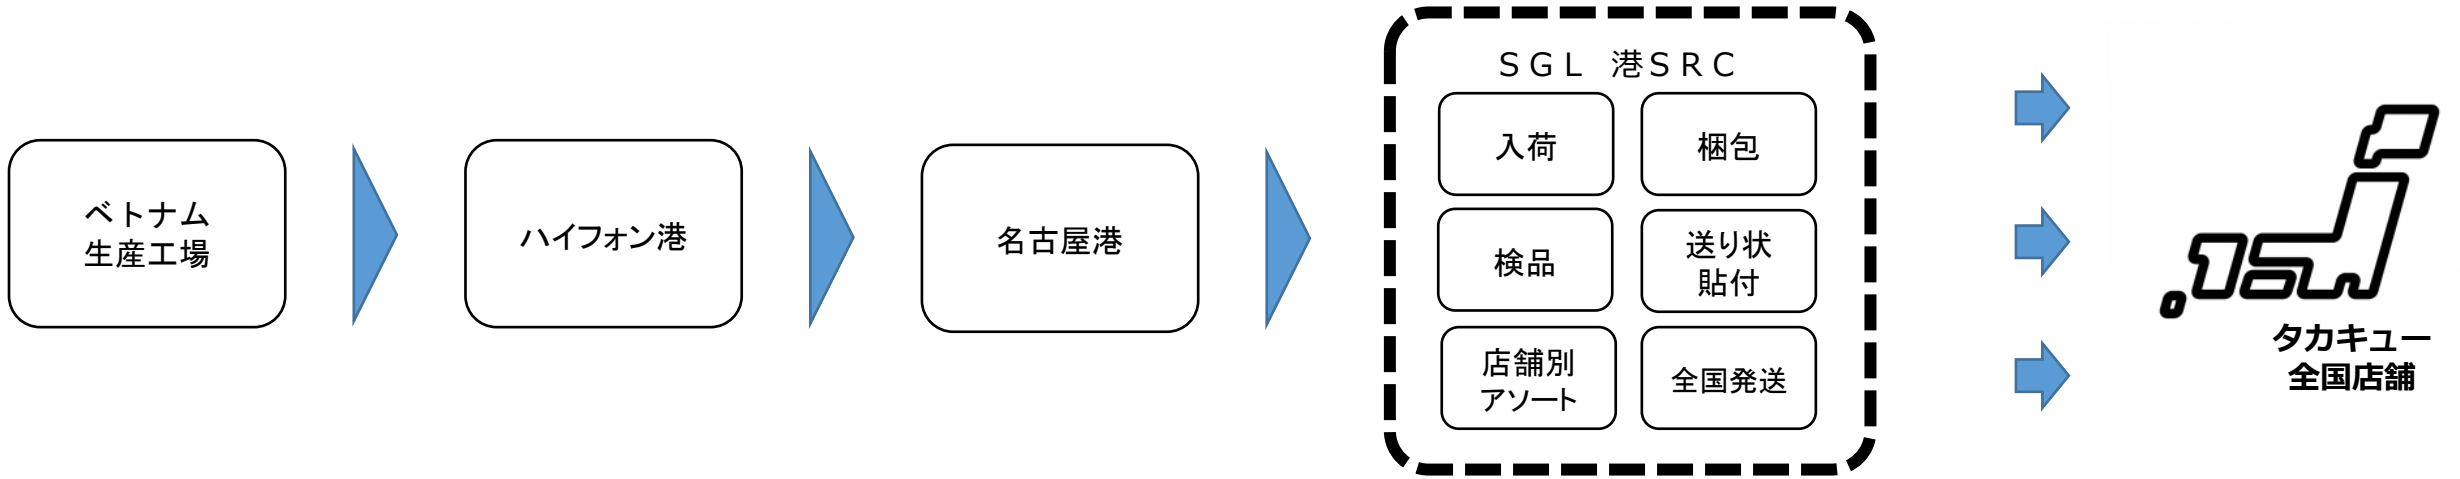 ベトナム
生産工場
ハイフォン港
名古屋港
ＳＧＬ 港ＳＲＣ
入荷
梱包
検品
送り状
貼付
店舗別
アソート
全国発送
タカキュー
全国店舗